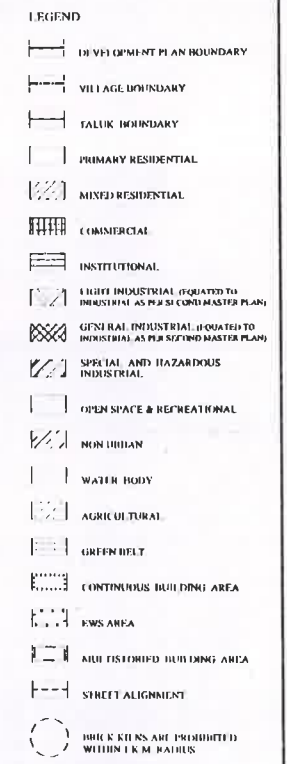 LEGEND
DEVELOPMENT PLAN BOUNDARY
VILLAGE BOUNDARY
TALUK BOUNDARY
PRIMARY RESIDENTIAL
MIXED RESIDENTIAL
COMMERCIAL
INSTITUTIONAL
LIGHT INDUSTRIAL (EQUATED TO
INDUSTRIAL AS PER SECOND MASTER PLAN)
GENERAL INDUSTRIAL (EQUATED TO
INDUSTRIAL AS PER SECOND MASTER PLAN)
SPECIAL AND HAZARDOUS
INDUSTRIAL
OPEN SPACE & RECREATIONAL
NON URBAN
WATER BODY
AGRICULTURAL
GREEN BELT
CONTINUOUS BUILDING AREA
EWS AREA
MULTISTORIED BUILDING AREA
STREET ALIGNMENT
BRICK KILNS ARE PROHIBITED
WITHIN 1 K.M. RADIUS